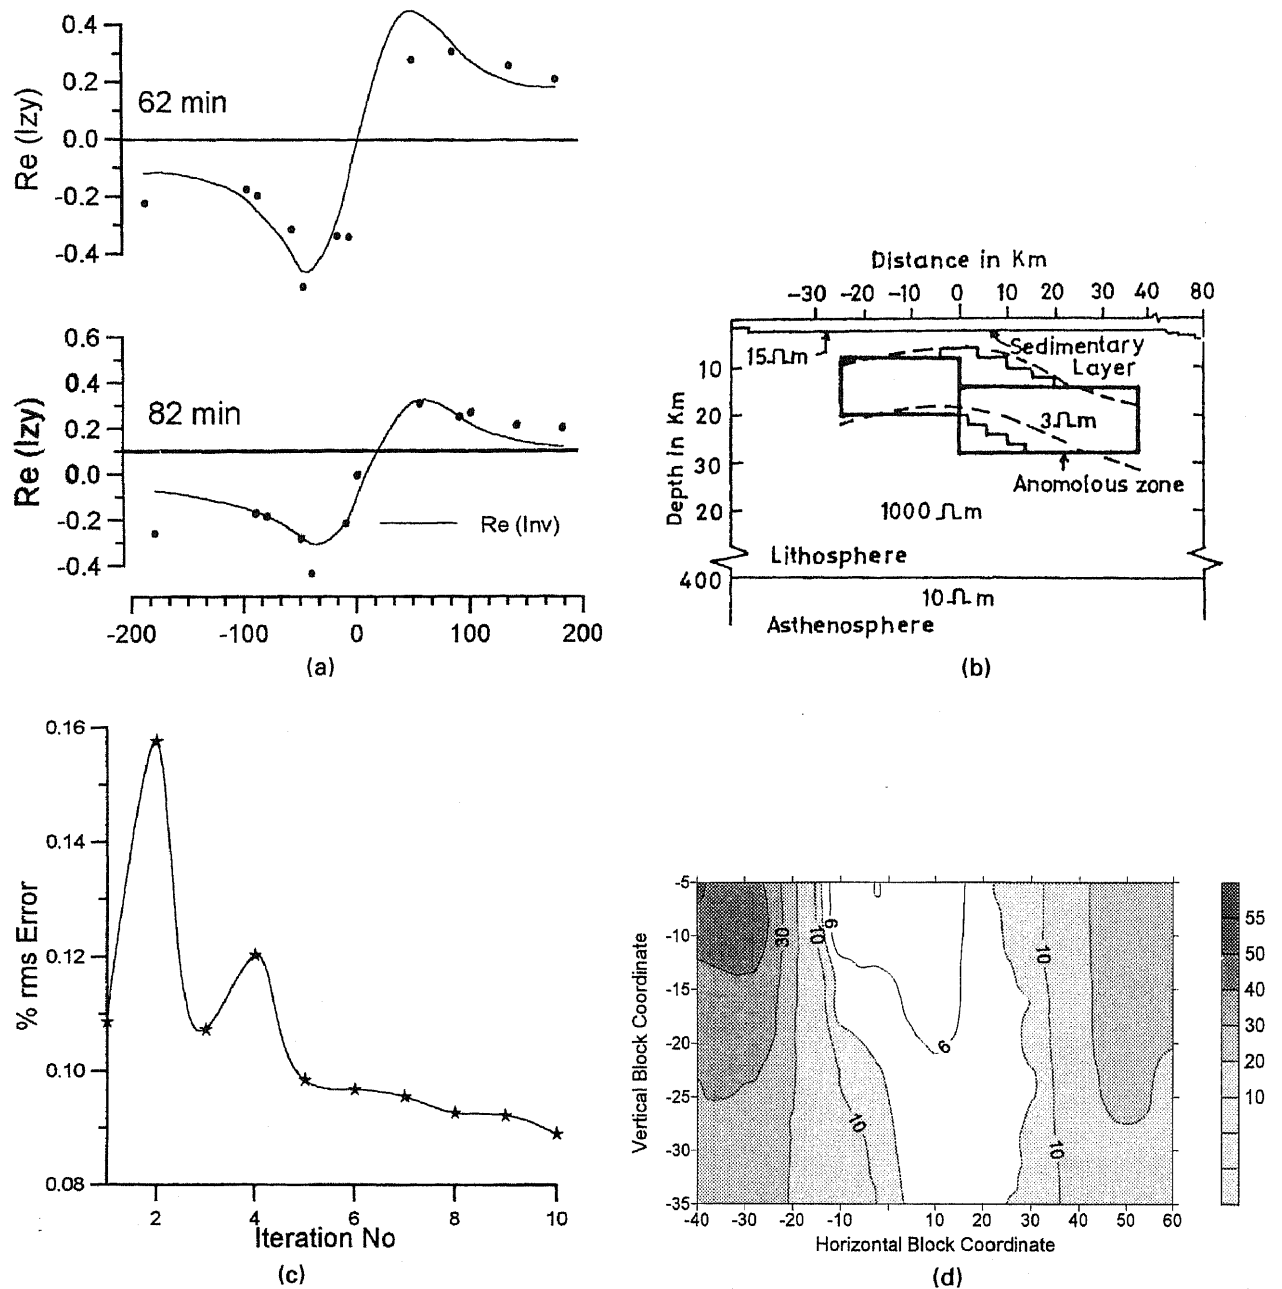 0.4
0.2
62 min
0.0
-0.2
-0.4
Re (Izy)
0.6
0.4
82 min
0.2
0.0
-0.2
-0.4
Re (Izy)
Re (Inv)
-200 -100 0 100 200
(a)
Distance in Km
-30 -20 -10 0 10 20 30 40 80
15Ωm
Sedimentary
Layer
10
20
30
20
Depth in Km
3Ωm
Anomolous zone
1000 Ωm
Lithosphere
400
10Ωm
Asthenosphere
(b)
0.16
0.14
0.12
0.10
0.08
% rms Error
2 4 6 8 10
Iteration No
(c)
-5
-10
-15
-20
-25
-30
-35
Vertical Block Coordinate
30 10 6 10
6
10 10
-40 -30 -20 -10 10 20 30 40 50 60
Horizontal Block Coordinate
55
50
40
30
20
10
(d)